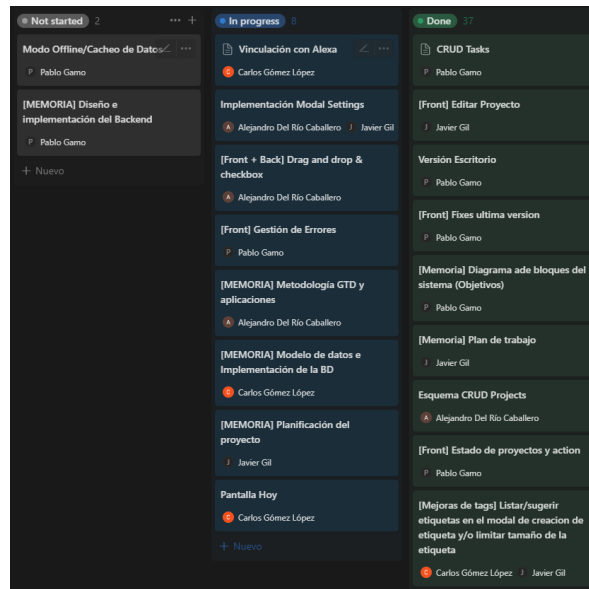 Not started 2
Modo Offline/Cacheo de Datos
P Pablo Gamo
[MEMORIA] Diseño e
implementación del Backend
P Pablo Gamo
+ Nuevo
In progress 8
Vinculación con Alexa
C Carlos Gómez López
Implementación Modal Settings
A Alejandro Del Río Caballero J Javier Gil
[Front + Back] Drag and drop &
checkbox
A Alejandro Del Río Caballero
[Front] Gestión de Errores
P Pablo Gamo
[MEMORIA] Metodología GTD y
aplicaciones
A Alejandro Del Río Caballero
[MEMORIA] Modelo de datos e
Implementación de la BD
C Carlos Gómez López
[MEMORIA] Planificación del
proyecto
J Javier Gil
Pantalla Hoy
C Carlos Gómez López
+ Nuevo
Done 37
CRUD Tasks
P Pablo Gamo
[Front] Editar Proyecto
J Javier Gil
Versión Escritorio
P Pablo Gamo
[Front] Fixes ultima version
P Pablo Gamo
[Memoria] Diagrama ade bloques del
sistema (Objetivos)
P Pablo Gamo
[Memoria] Plan de trabajo
J Javier Gil
Esquema CRUD Projects
A Alejandro Del Río Caballero
[Front] Estado de proyectos y action
P Pablo Gamo
[Mejoras de tags] Listar/sugerir
etiquetas en el modal de creacion de
etiqueta y/o limitar tamaño de la
etiqueta
C Carlos Gómez López J Javier Gil